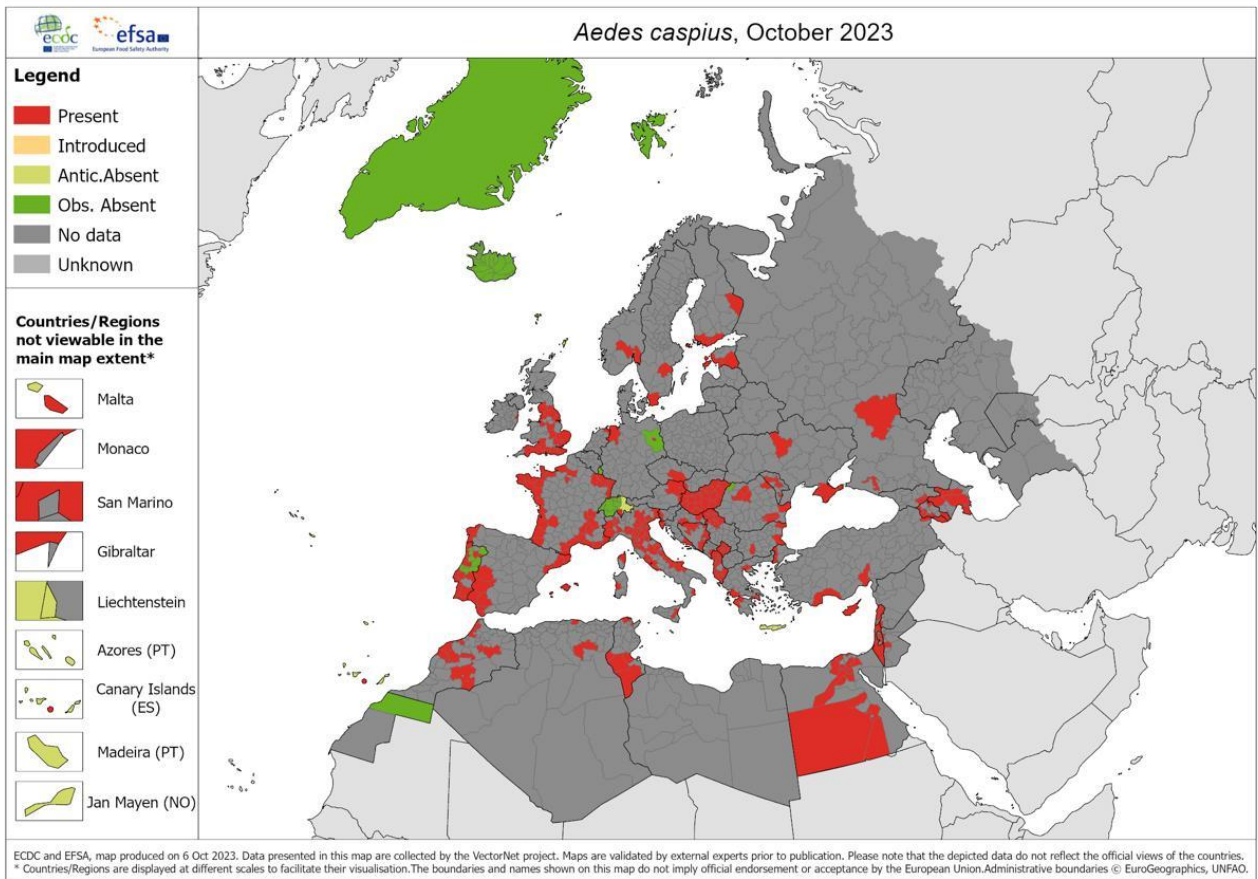 ecdc
efsa
European Food Safety Authority
Aedes caspius, October 2023
Legend
Present
Introduced
Antic.Absent
Obs. Absent
No data
Unknown
Countries/Regions
not viewable in the
main map extent*
Malta
Monaco
San Marino
Gibraltar
Liechtenstein
Azores (PT)
Canary Islands
(ES)
Madeira (PT)
Jan Mayen (NO)
ECDC and EFSA, map produced on 6 Oct 2023. Data presented in this map are collected by the VectorNet project. Maps are validated by external experts prior to publication. Please note that the depicted data do not reflect the official views of the countries.
* Countries/Regions are displayed at different scales to facilitate their visualisation.The boundaries and names shown on this map do not imply official endorsement or acceptance by the European Union.Administrative boundaries © EuroGeographics, UNFAO.